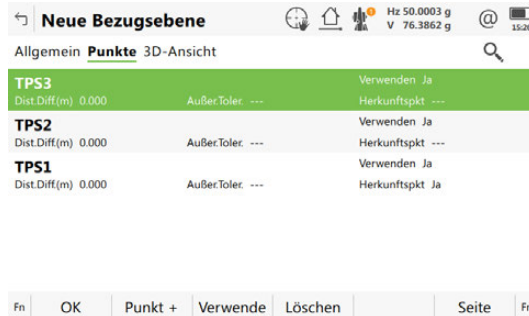 Neue Bezugsebene
Hz 50.0003 g
V 76.3862 g
@
Allgemein Punkte 3D-Ansicht
TPS3 Verwenden Ja
Dist.Diff.(m) 0.000 Außer.Toler. --- Herkunftspkt ---
TPS2 Verwenden Ja
Dist.Diff.(m) 0.000 Außer.Toler. --- Herkunftspkt ---
TPS1 Verwenden Ja
Dist.Diff.(m) 0.000 Außer.Toler. --- Herkunftspkt Ja
Fn OK Punkt + Verwende Löschen Seite